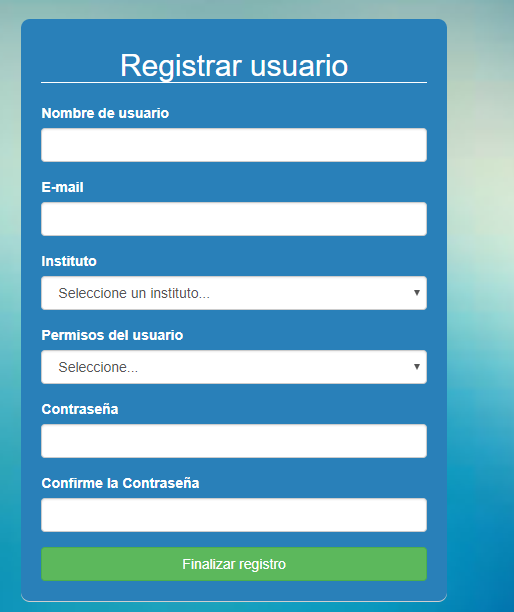 Registrar usuario
Nombre de usuario
E-mail
Instituto
Seleccione un instituto...
Permisos del usuario
Seleccione...
Contraseña
Confirme la Contraseña
Finalizar registro